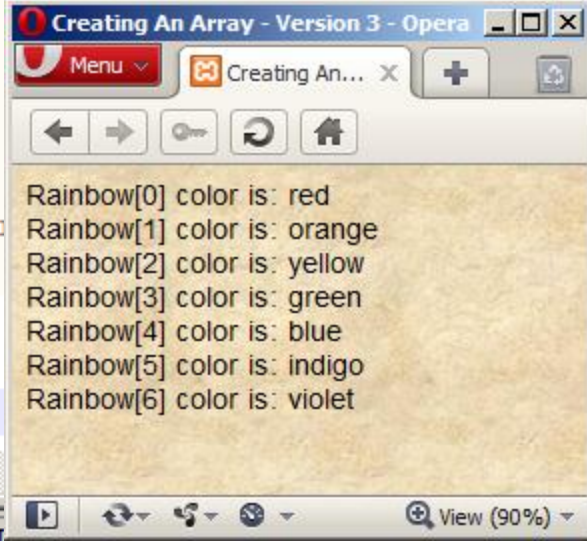 Creating An Array - Version 3 - Opera
Menu
Creating An...
Rainbow[0] color is: red
Rainbow[1] color is: orange
Rainbow[2] color is: yellow
Rainbow[3] color is: green
Rainbow[4] color is: blue
Rainbow[5] color is: indigo
Rainbow[6] color is: violet
View (90%)